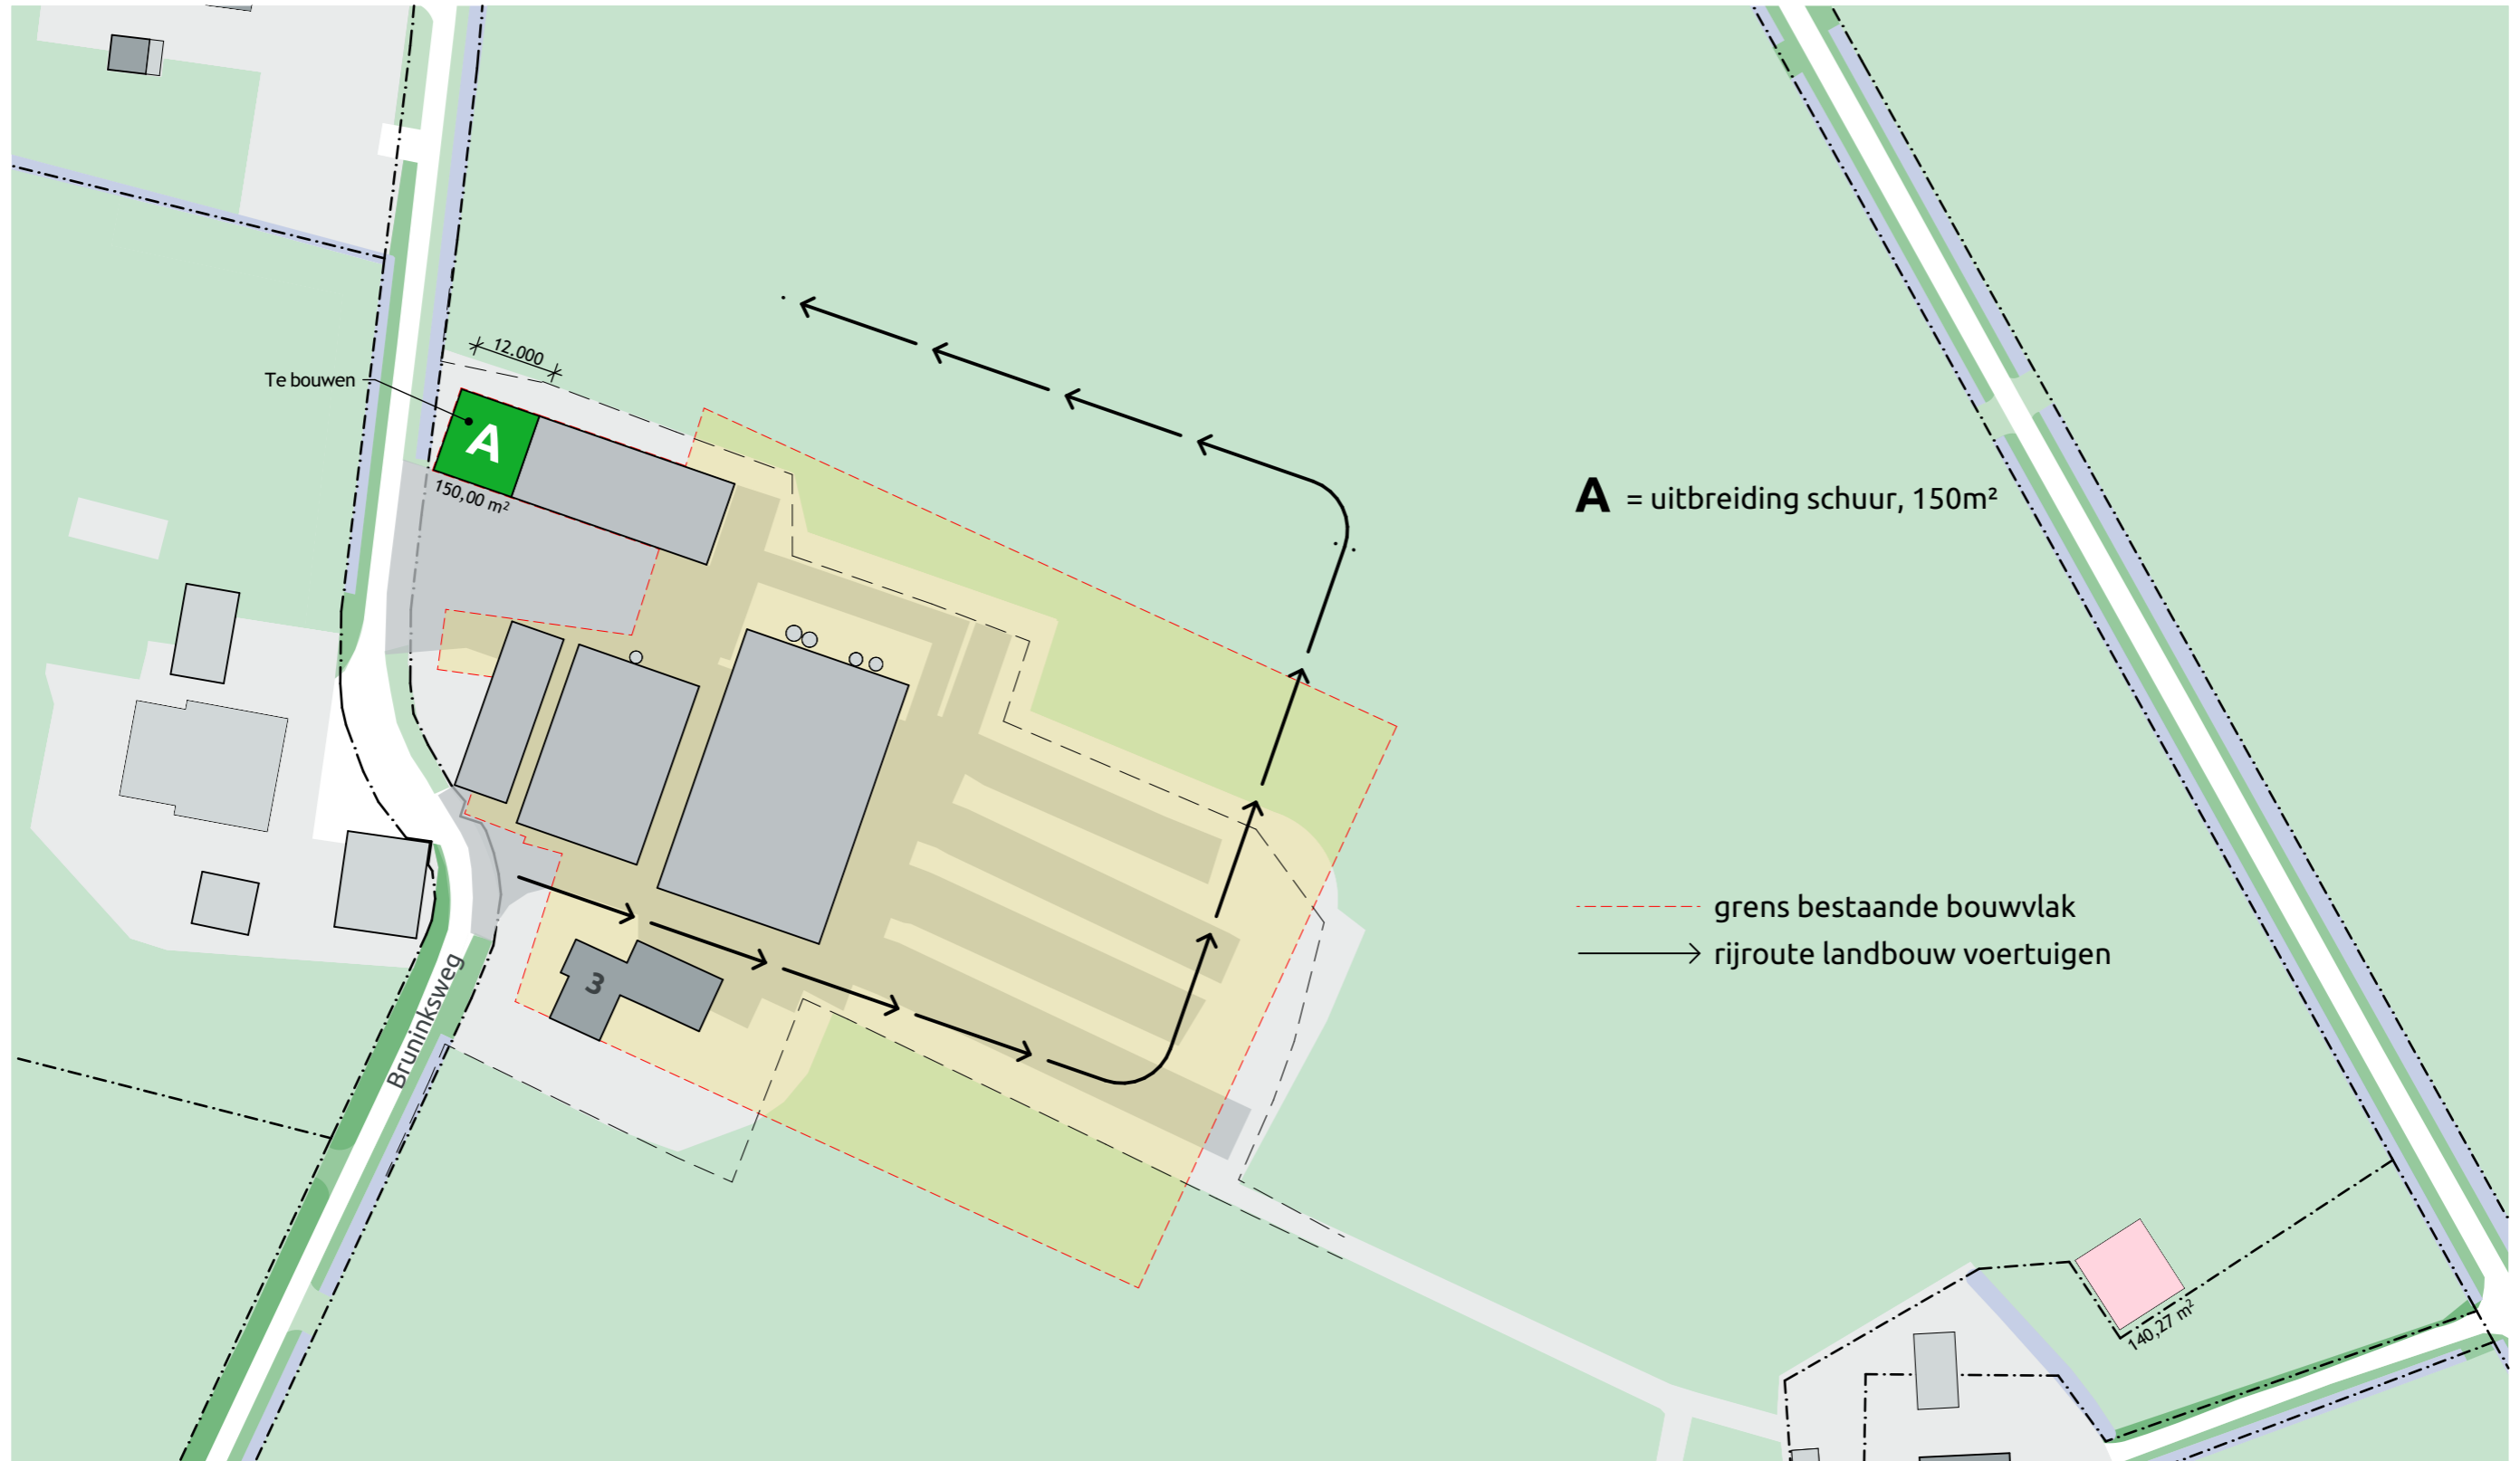 12.000
Te bouwen
A
150,00 m²
A = uitbreiding schuur, 150m²
grens bestaande bouwvlak
rijroute landbouw voertuigen
3
Bruninksweg
140,27 m²